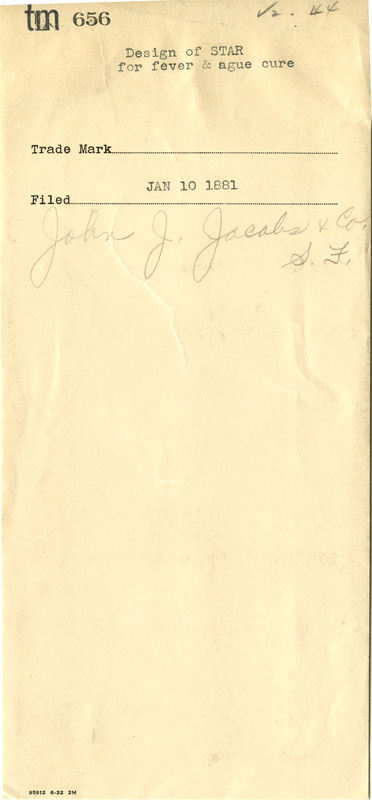 tm 656
V2. 44
Design of STAR
for fever & ague cure
Trade Mark
JAN 10 1881
Filed
John J. Jacobs & Co.
S. F.
95812 6-32 2M